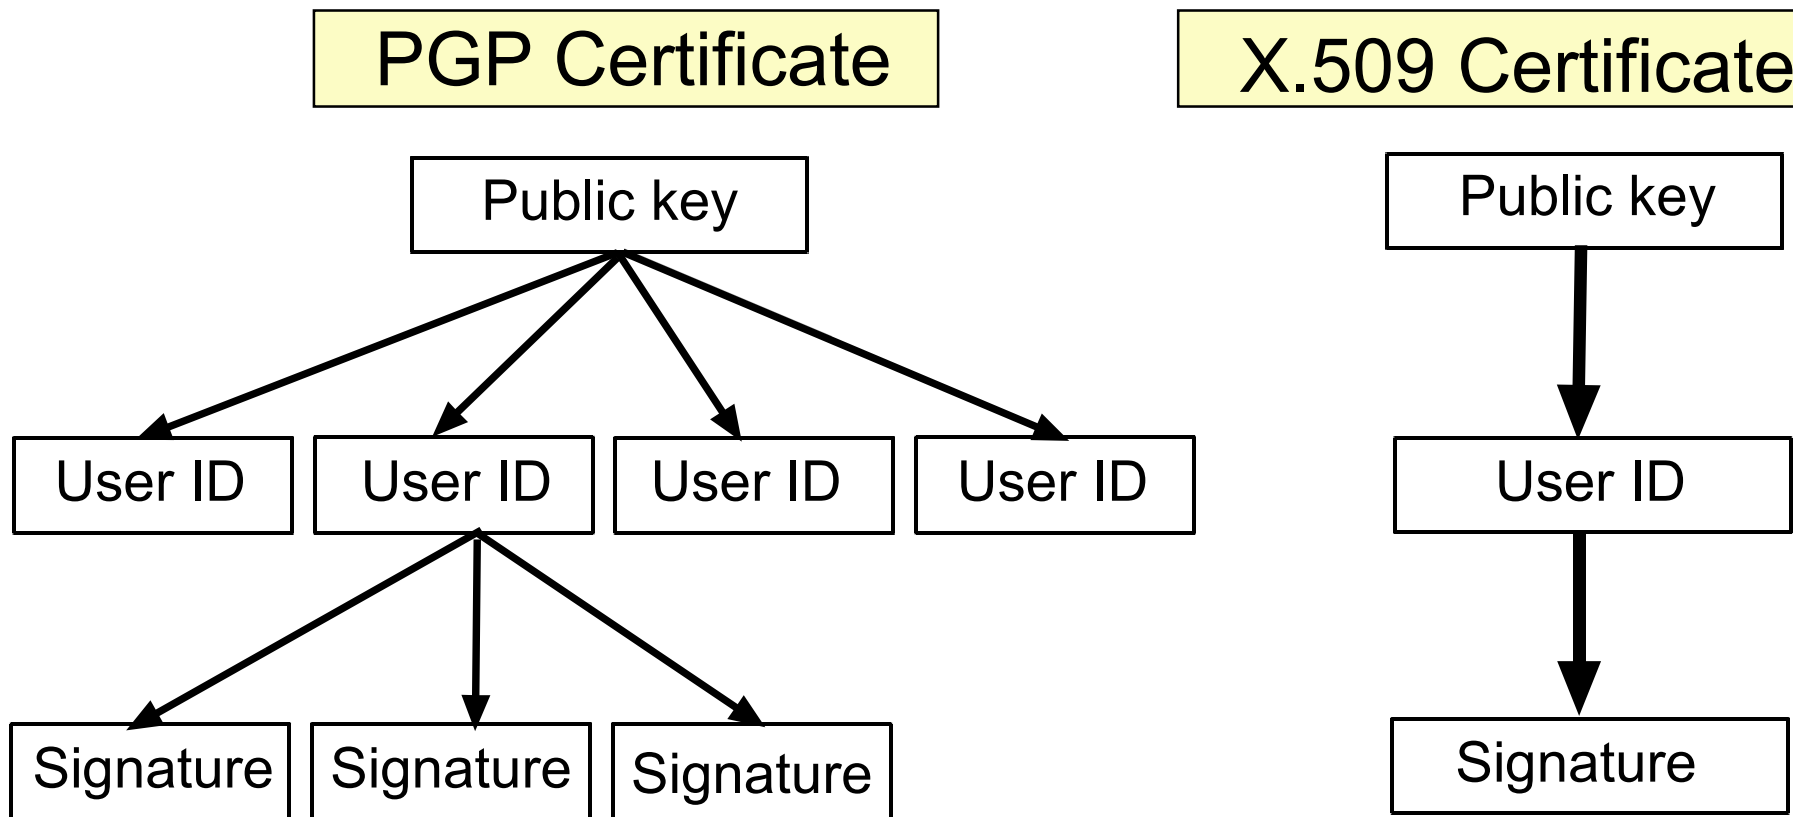 PGP Certificate
X.509 Certificate
Public key
Public key
User ID
User ID
User ID
User ID
User ID
Signature
Signature
Signature
Signature